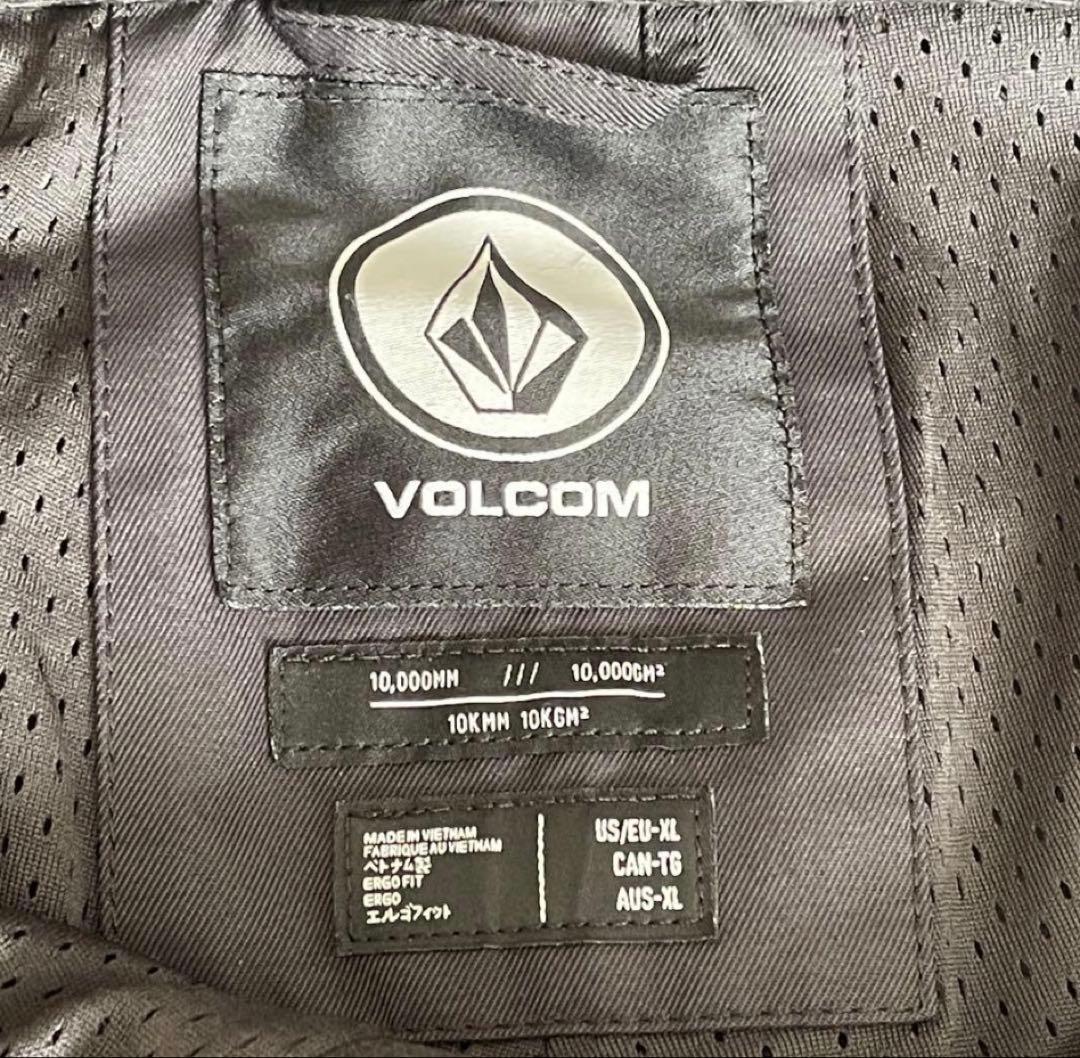 VOLCOM
10,000MM /// 10,000GM²
10KMM 10KGM²
MADE IN VIETNAM
FABRIQUE AU VIETNAM
ベトナム製
ERGO FIT
ERGO
エルゴフィット
US/EU-XL
CAN-TG
AUS-XL